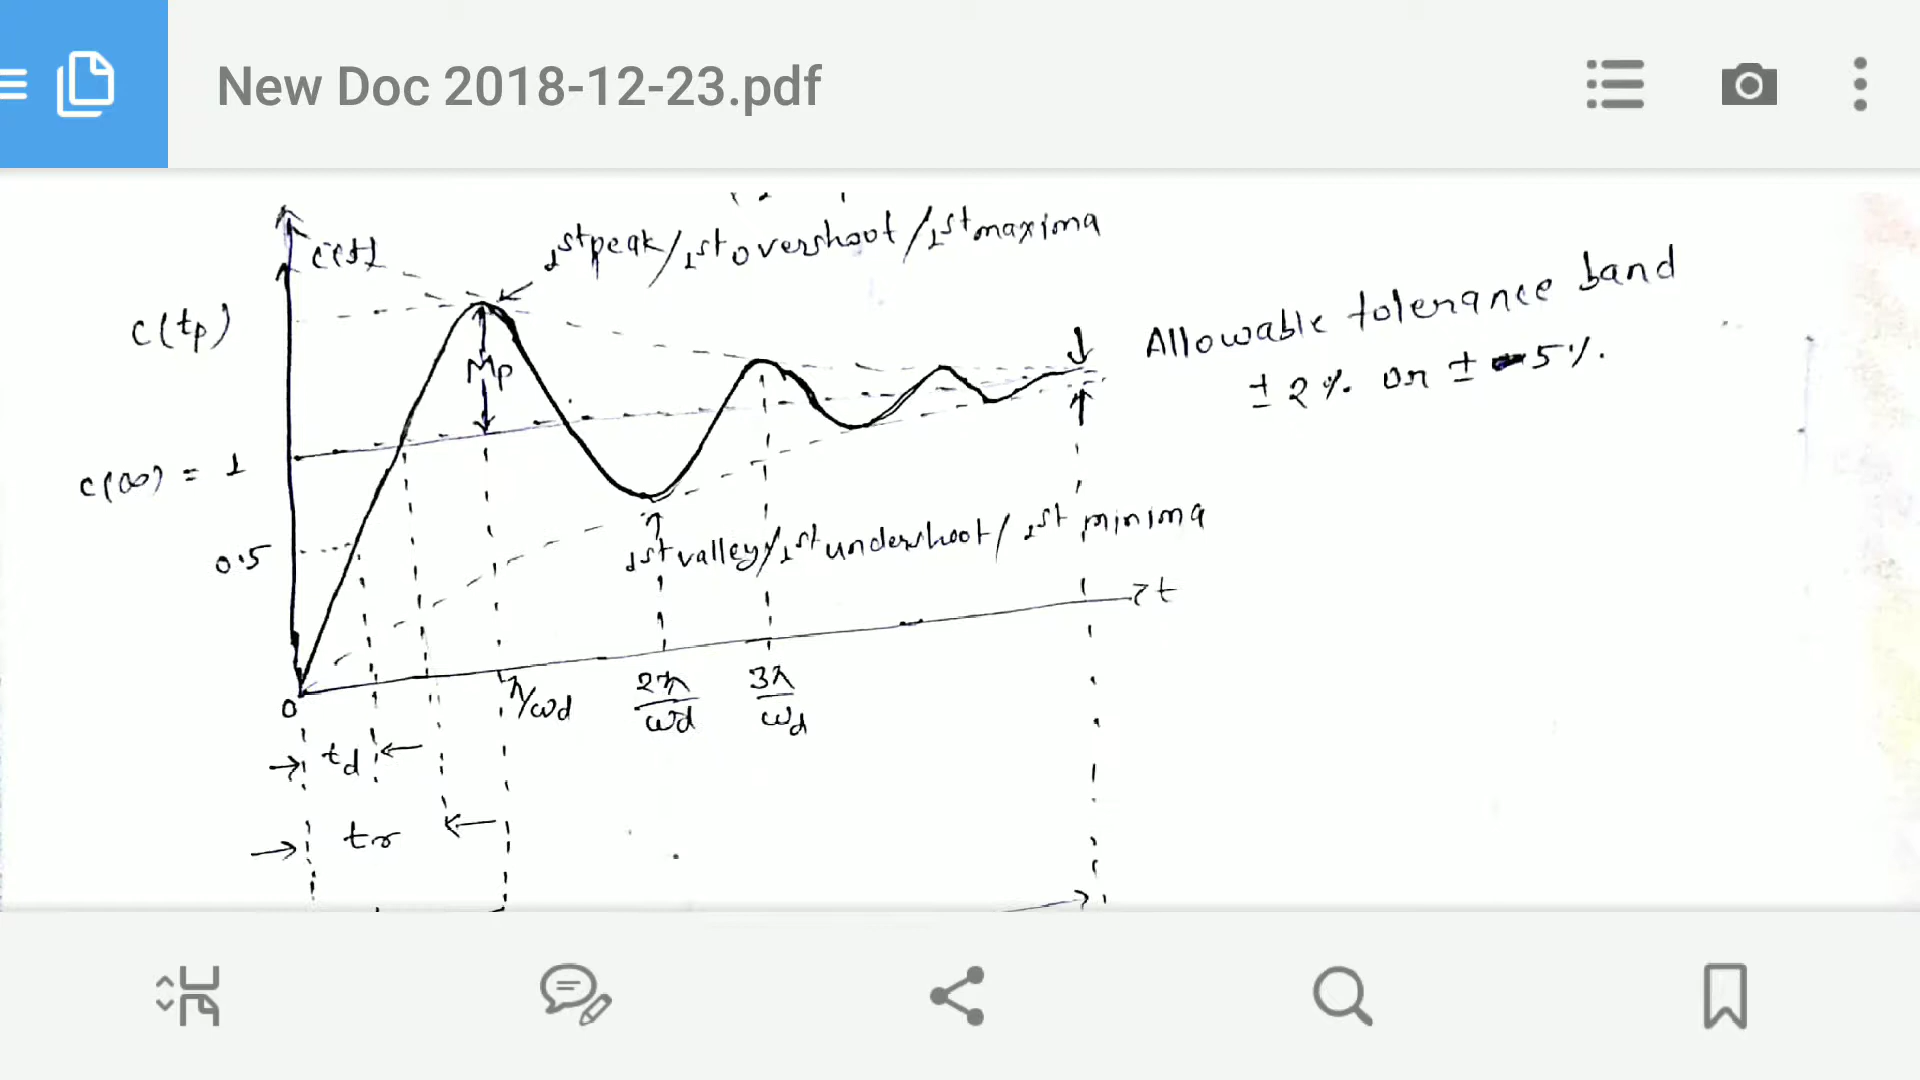 New Doc 2018-12-23.pdf
c(t)
1st peak/1st overshoot/1st maxima
c(tp)
Mp
Allowable tolerance band
± 2 % or ± 5 %.
c(∞) = 1
0.5
1st valley/1st undershoot/1st minima
t
0
π/ωd
2π/ωd
3π/ωd
td
tr